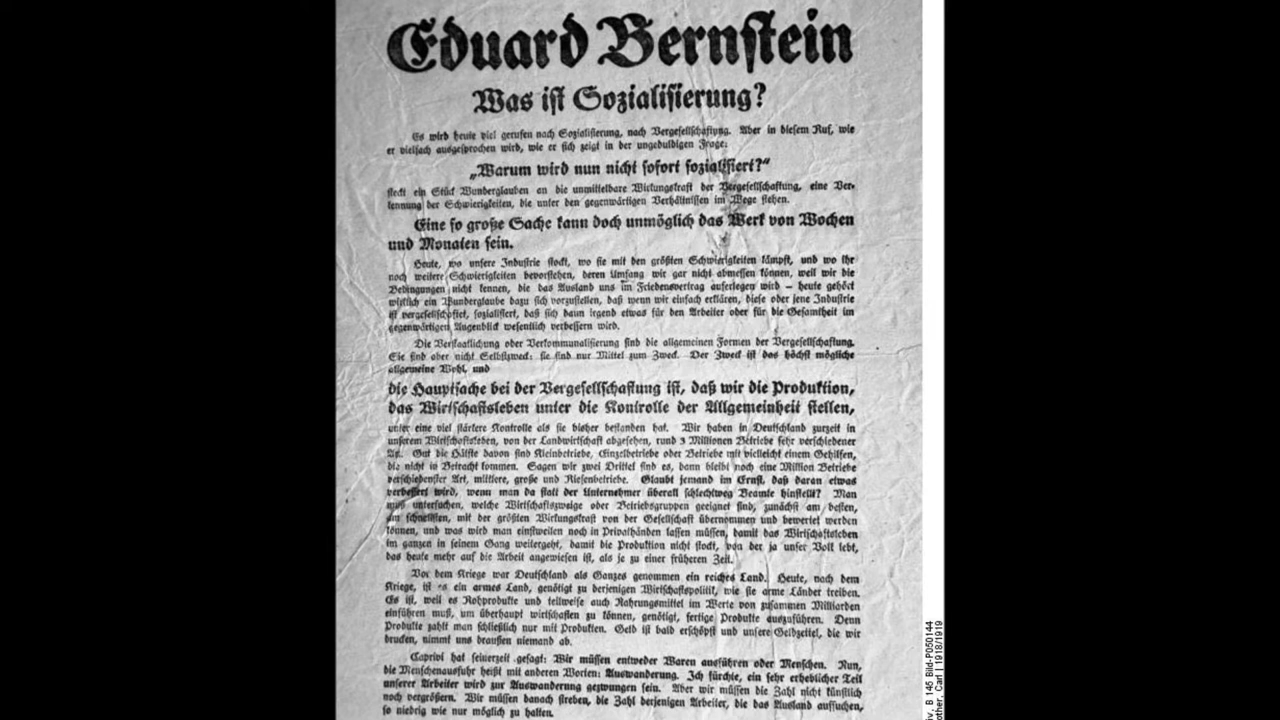 Eduard Bernstein
Was ist Sozialisierung?
Es wird heute viel gerufen nach Sozialisierung, nach Vergesellschaftung. Aber in diesem Ruf, wie
er vielfach ausgesprochen wird, wie er sich zeigt in der ungeduldigen Frage:
„Warum wird nun nicht sofort sozialisiert?“
steckt ein Stück Wunderglauben an die unmittelbare Wirkungskraft der Vergesellschaftung, eine Ver-
kennung der Schwierigkeiten, die unter den gegenwärtigen Verhältnissen im Wege stehen.
Eine so große Sache kann doch unmöglich das Werk von Wochen
und Monaten sein.
Heute, wo unsere Industrie stockt, wo sie mit den größten Schwierigkeiten kämpft, und wo ihr
noch weitere Schwierigkeiten bevorstehen, deren Umfang wir gar nicht abmessen können, weil wir die
Bedingungen nicht kennen, die das Ausland uns im Friedensvertrag auferlegen wird – heute gehört
wirklich ein Wunderglaube dazu sich vorzustellen, daß wenn wir einfach erklären, diese oder jene Industrie
ist vergesellschaftet, sozialisiert, daß sich dann irgend etwas für den Arbeiter oder für die Gesamtheit im
gegenwärtigen Augenblick wesentlich verbessern wird.
Die Verstaatlichung oder Verkommunalisierung sind die allgemeinen Formen der Vergesellschaftung.
Sie sind aber nicht Selbstzweck: sie sind nur Mittel zum Zweck. Der Zweck ist das höchst mögliche
allgemeine Wohl, und
die Hauptsache bei der Vergesellschaftung ist, daß wir die Produktion,
das Wirtschaftsleben unter die Kontrolle der Allgemeinheit stellen,
unter eine viel stärkere Kontrolle als sie bisher bestanden hat. Wir haben in Deutschland zurzeit in
unserem Wirtschaftsleben, von der Landwirtschaft abgesehen, rund 3 Millionen Betriebe sehr verschiedener
Art. Gut die Hälfte davon sind Kleinbetriebe, Einzelbetriebe oder Betriebe mit vielleicht einem Gehilfen,
die nicht in Betracht kommen. Sagen wir zwei Drittel sind es, dann bleibt noch eine Million Betriebe
verschiedenster Art, mittlere, große und Riesenbetriebe. Glaubt jemand im Ernst, daß daran etwas
verbessert wird, wenn man da statt der Unternehmer überall schlechtweg Beamte hinstellt? Man
muß untersuchen, welche Wirtschaftszweige oder Betriebsgruppen geeignet sind, zunächst am besten,
am schnellsten, mit der größten Wirkungskraft von der Gesellschaft übernommen und bewertet werden
können, und was wird man einstweilen noch in Privathänden lassen müssen, damit das Wirtschaftsleben
im ganzen in seinem Gang weitergeht, damit die Produktion nicht stockt, von der ja unser Volk lebt,
das heute mehr auf die Arbeit angewiesen ist, als je zu einer früheren Zeit.
Vor dem Kriege war Deutschland als Ganzes genommen ein reiches Land. Heute, nach dem
Kriege, ist es ein armes Land, genötigt zu derjenigen Wirtschaftspolitik, wie sie arme Länder treiben.
Es ist, weil es Rohprodukte und teilweise auch Nahrungsmittel im Werte von zusammen Milliarden
einführen muß, um überhaupt wirtschaften zu können, genötigt, fertige Produkte auszuführen. Denn
Produkte zahlt man schließlich nur mit Produkten. Geld ist bald erschöpft und unsere Geldzettel, die wir
drucken, nimmt uns draußen niemand ab.
Caprivi hat seinerzeit gesagt: Wir müssen entweder Waren ausführen oder Menschen. Nun,
die Menschenausfuhr heißt mit anderen Worten: Auswanderung. Ich fürchte, ein sehr erheblicher Teil
unserer Arbeiter wird zur Auswanderung gezwungen sein. Aber wir müssen die Zahl nicht künstlich
noch vergrößern. Wir müssen danach streben, die Zahl derjenigen Arbeiter, die das Ausland aufsuchen,
so niedrig wie nur möglich zu halten.
B 145 Bild-P050144
Carl | 1918/1919